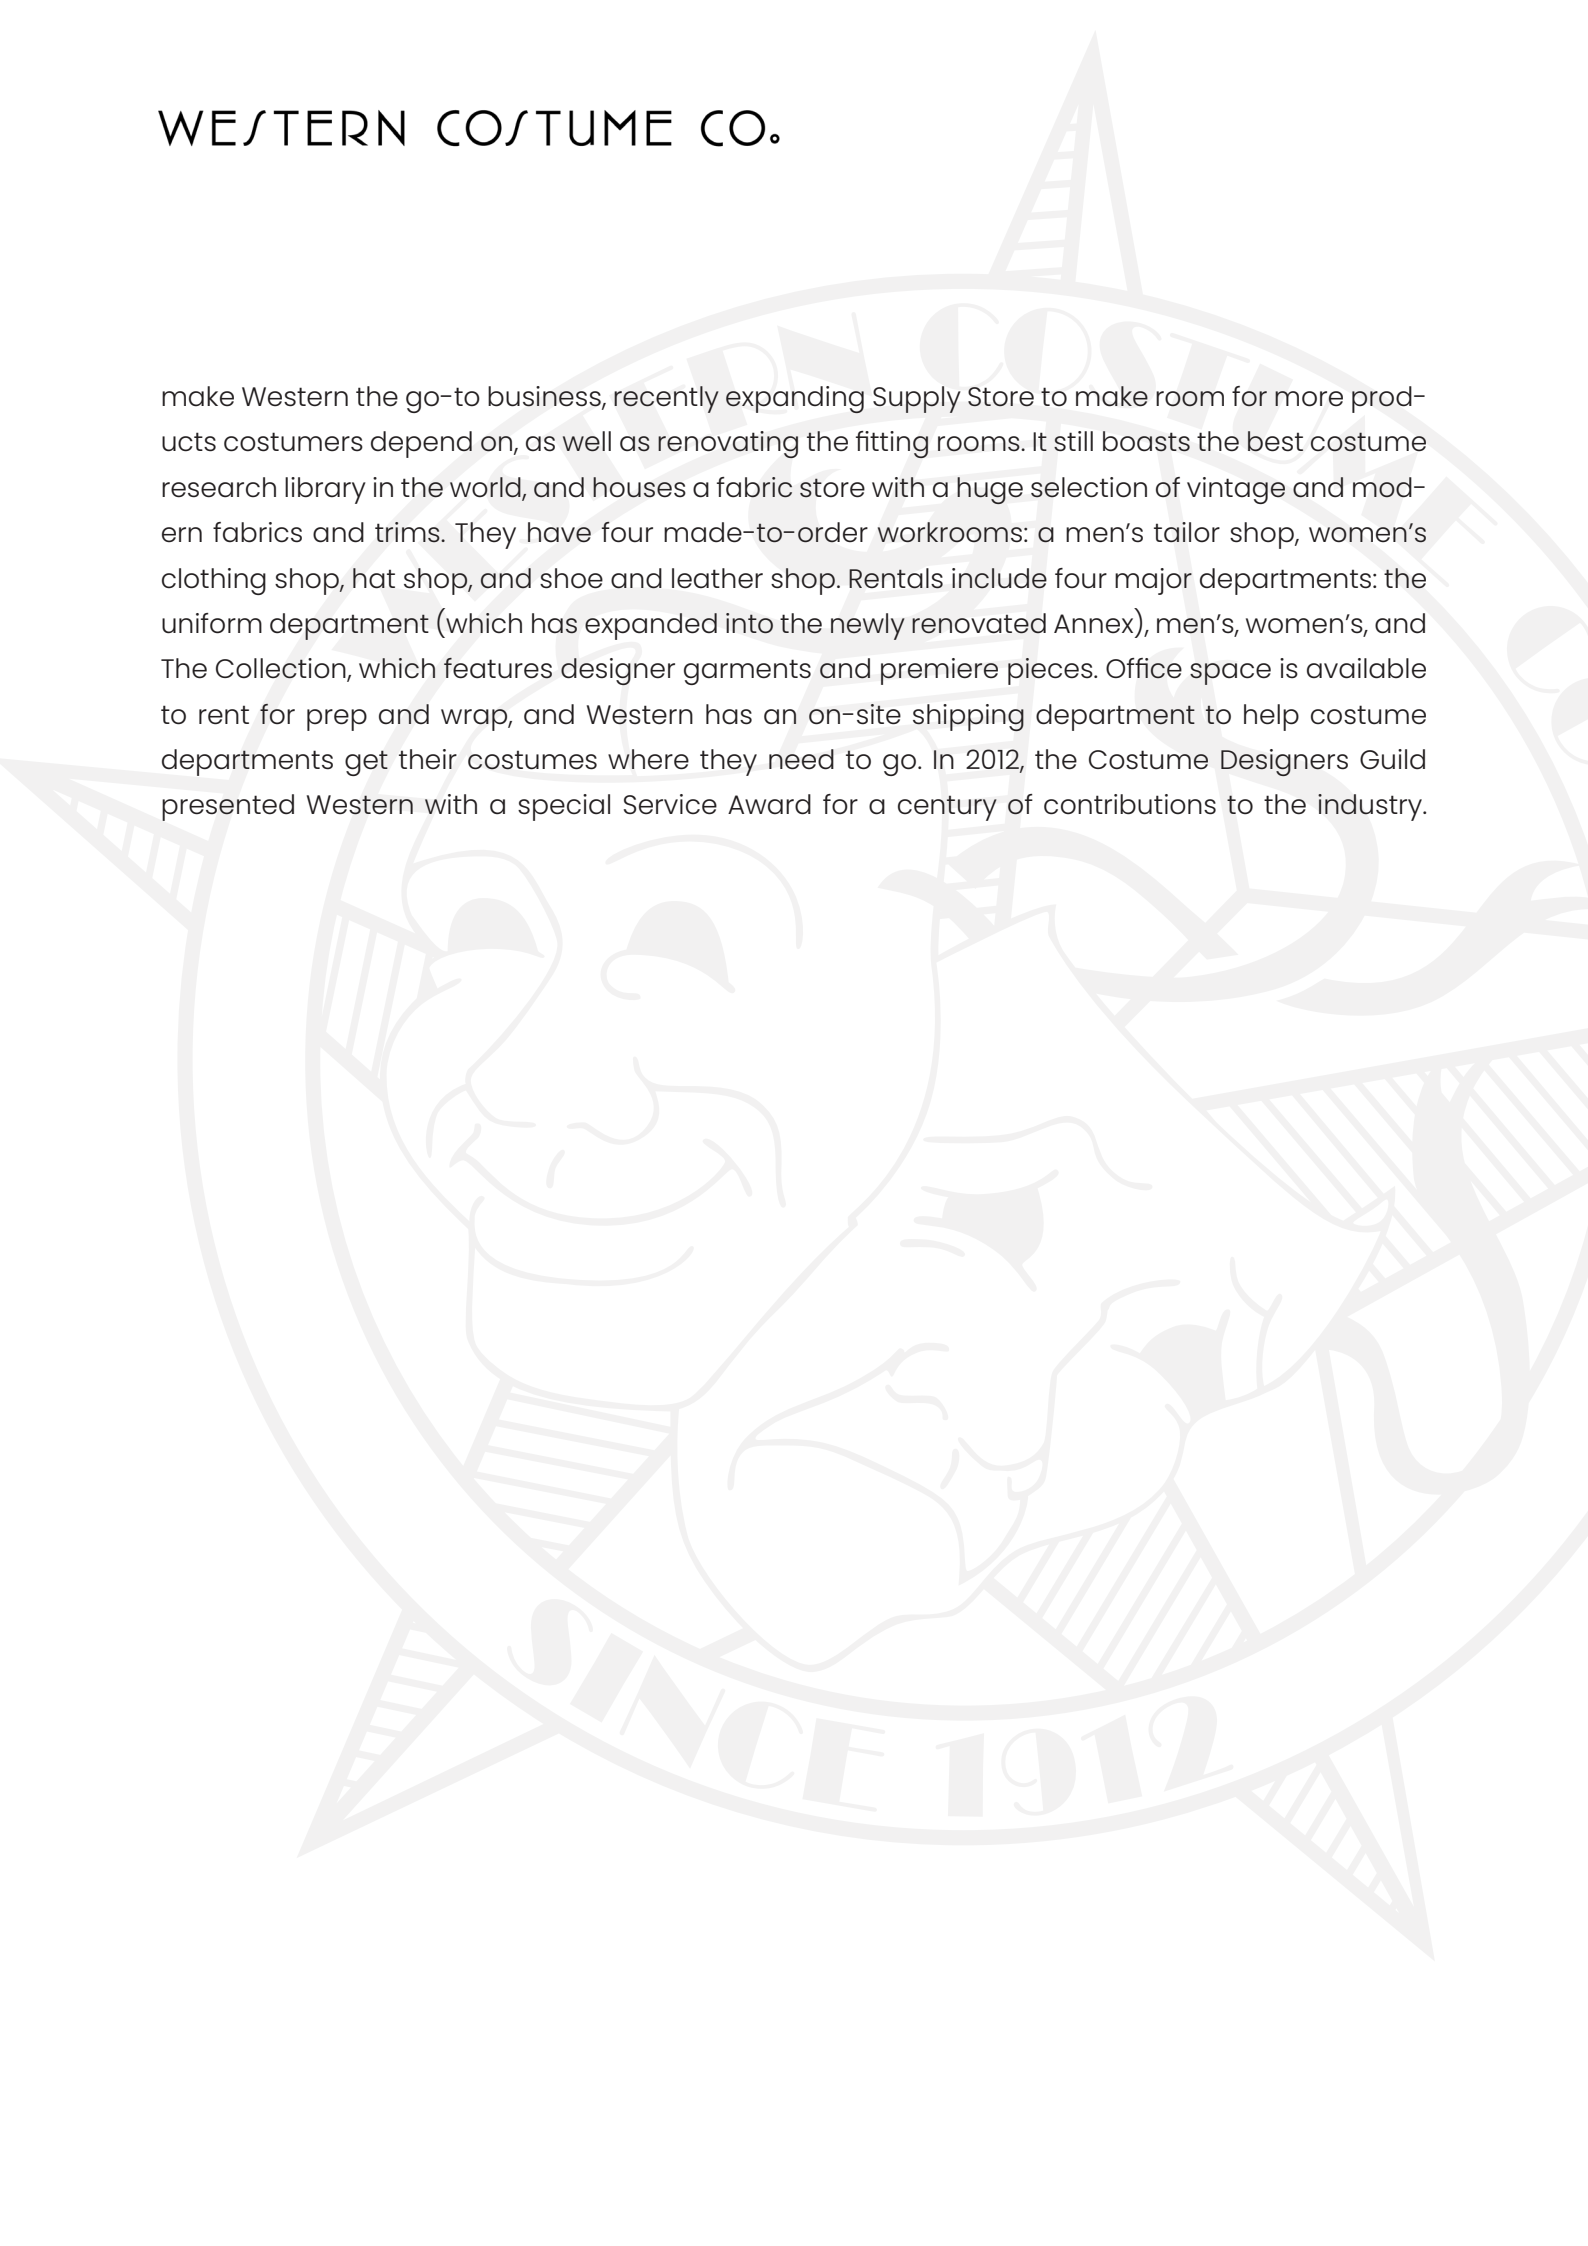 WESTERN COSTUME CO.
make Western the go-to business, recently expanding Supply Store to make room for more prod-
ucts costumers depend on, as well as renovating the fitting rooms. It still boasts the best costume
research library in the world, and houses a fabric store with a huge selection of vintage and mod-
ern fabrics and trims. They have four made-to-order workrooms: a men’s tailor shop, women’s
clothing shop, hat shop, and shoe and leather shop. Rentals include four major departments: the
uniform department (which has expanded into the newly renovated Annex), men’s, women’s, and
The Collection, which features designer garments and premiere pieces. Office space is available
to rent for prep and wrap, and Western has an on-site shipping department to help costume
departments get their costumes where they need to go. In 2012, the Costume Designers Guild
presented Western with a special Service Award for a century of contributions to the industry.
WESTERN COSTUME CO
SINCE 1912